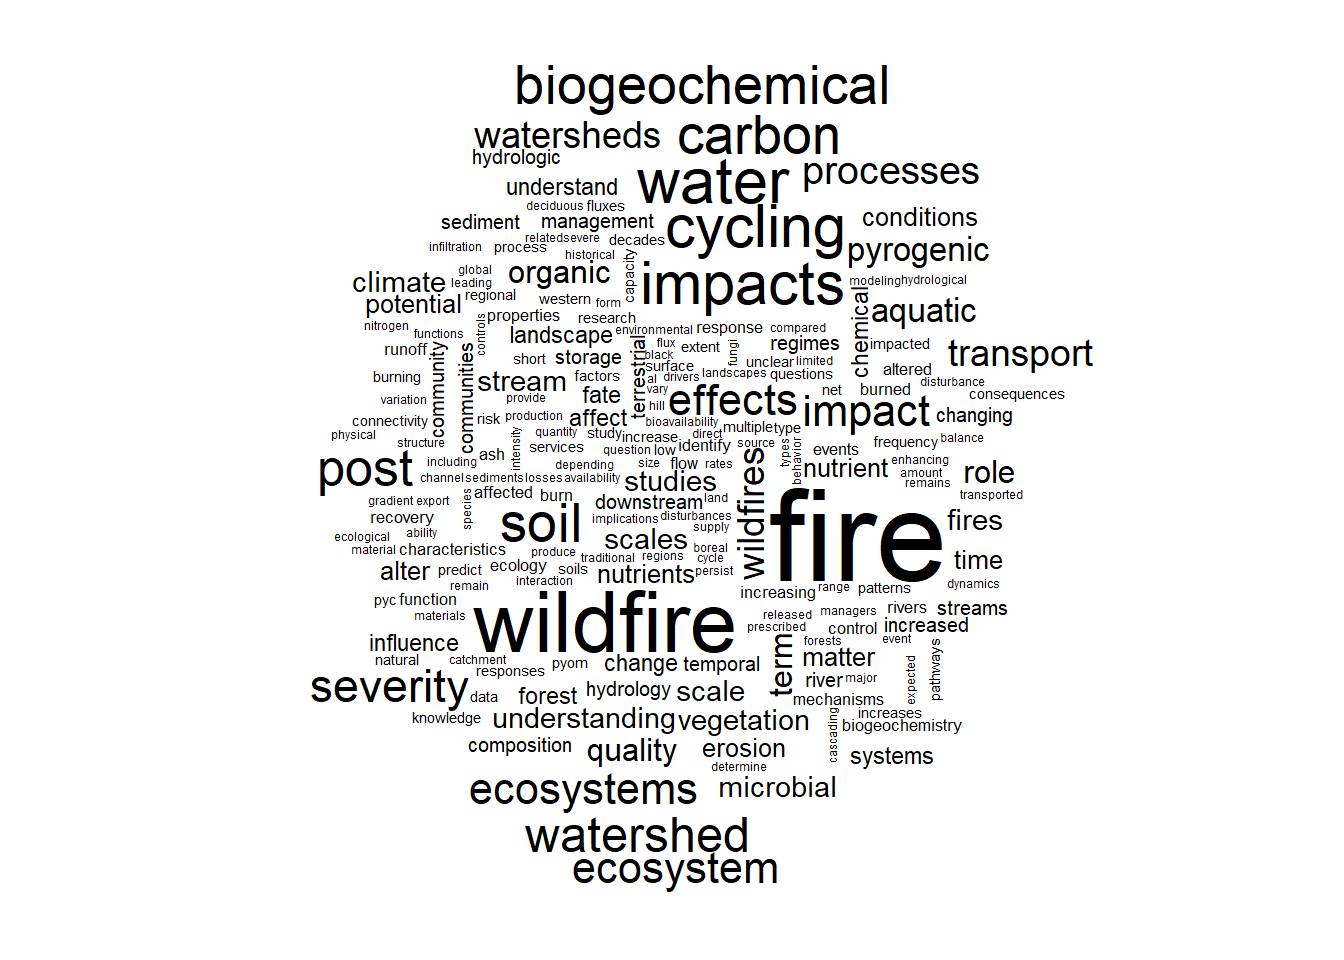 biogeochemical
watersheds carbon
hydrologic
understand water processes
deciduous fluxes
sediment management cycling conditions
infiltration process related severe decades
historical
pyrogenic
climate global leading organic capacity impacts modeling hydrological
potential regional western form
nitrogen functions controls properties research aquatic
landscape environmental response compared chemical
runoff community communities short storage terrestrial flux black surface extent fungi regimes unclear limited impacted transport
burning stream factors al drivers landscapes questions altered disturbance
variation provide fate vary effects net burned consequences
connectivity risk production affect hill bioavailability impact changing
physical structure intensity quantity study increase direct multiple type
services question low identify source types behavior events frequency balance
post including ash depending size flow rates wildfires nutrient enhancing role
channel sediments losses availability studies amount remains
gradient export species affected burn downstream land transported
recovery soil implications disturbances fire fires
ecological ability supply
material characteristics produce scales boreal time
traditional regions cycle
alter predict ecology soils nutrients persist
remain interaction increasing range patterns dynamics
pyc function wildfire released managers rivers streams
materials prescribed control increased
influence term forests event
natural catchment pyom change temporal matter expected pathways
responses river major
severity data forest hydrology scale mechanisms
knowledge understanding vegetation cascading increases biogeochemistry
composition quality erosion systems
determine
ecosystems microbial
watershed
ecosystem